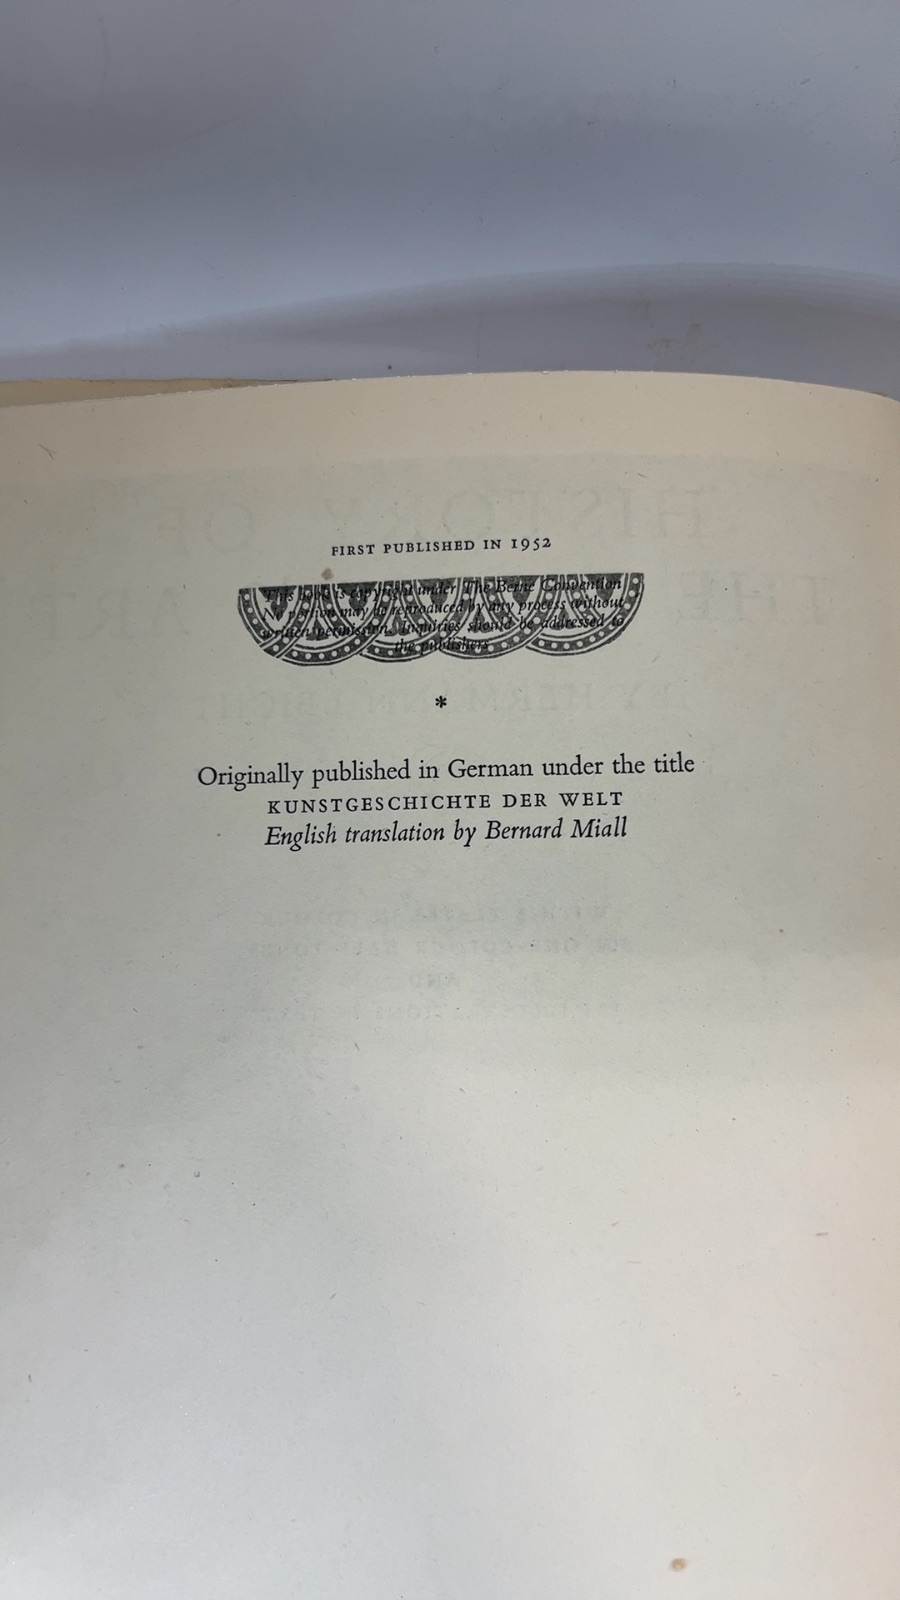 FIRST PUBLISHED IN 1952
This book is copyright under The Berne Convention
No portion may be reproduced by any process without
written permission. Inquiries should be addressed to
the publishers
*
Originally published in German under the title
KUNSTGESCHICHTE DER WELT
English translation by Bernard Miall